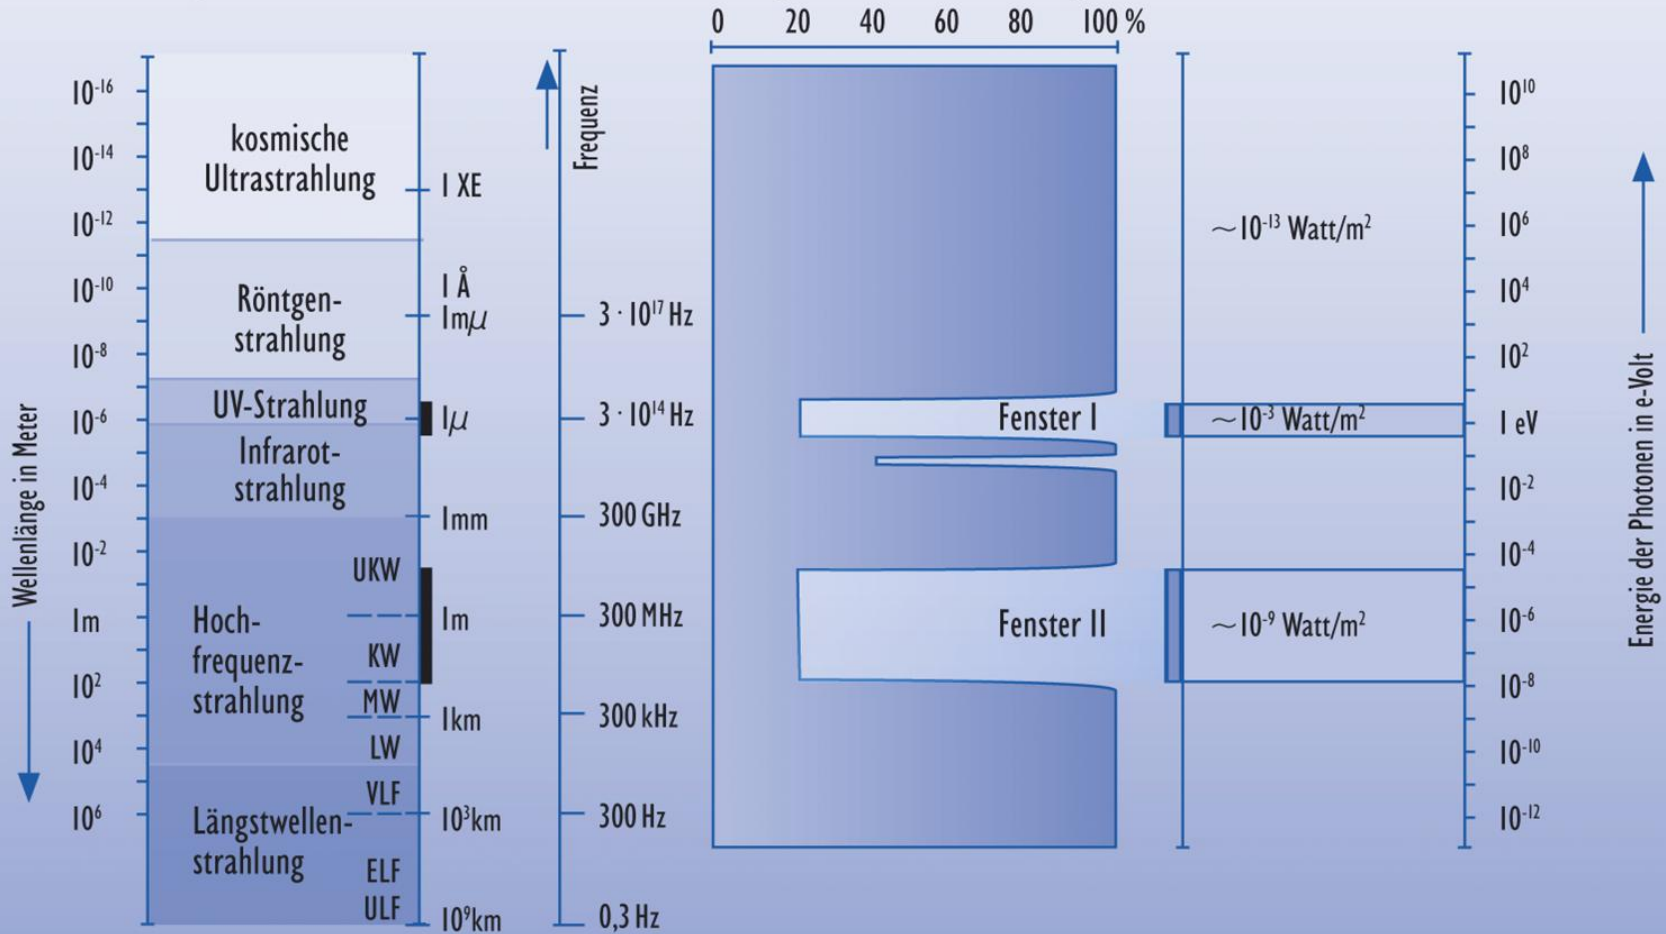 0 20 40 60 80 100 %
Wellenlänge in Meter
10⁻¹⁶
10⁻¹⁴
10⁻¹²
10⁻¹⁰
10⁻⁸
10⁻⁶
10⁻⁴
10⁻²
1m
10²
10⁴
10⁶
kosmische
Ultrastrahlung
Röntgen-
strahlung
UV-Strahlung
Infrarot-
strahlung
Hoch-
frequenz-
strahlung
Längstwellen-
strahlung
UKW
KW
MW
LW
VLF
ELF
ULF
1 XE
1 Å
1mμ
1μ
1mm
1m
1km
10³km
10⁹km
Frequenz
3 · 10¹⁷ Hz
3 · 10¹⁴ Hz
300 GHz
300 MHz
300 kHz
300 Hz
0,3 Hz
Fenster I
Fenster II
~10⁻¹³ Watt/m²
~10⁻³ Watt/m²
~10⁻⁹ Watt/m²
10¹⁰
10⁸
10⁶
10⁴
10²
1 eV
10⁻²
10⁻⁴
10⁻⁶
10⁻⁸
10⁻¹⁰
10⁻¹²
Energie der Photonen in e-Volt